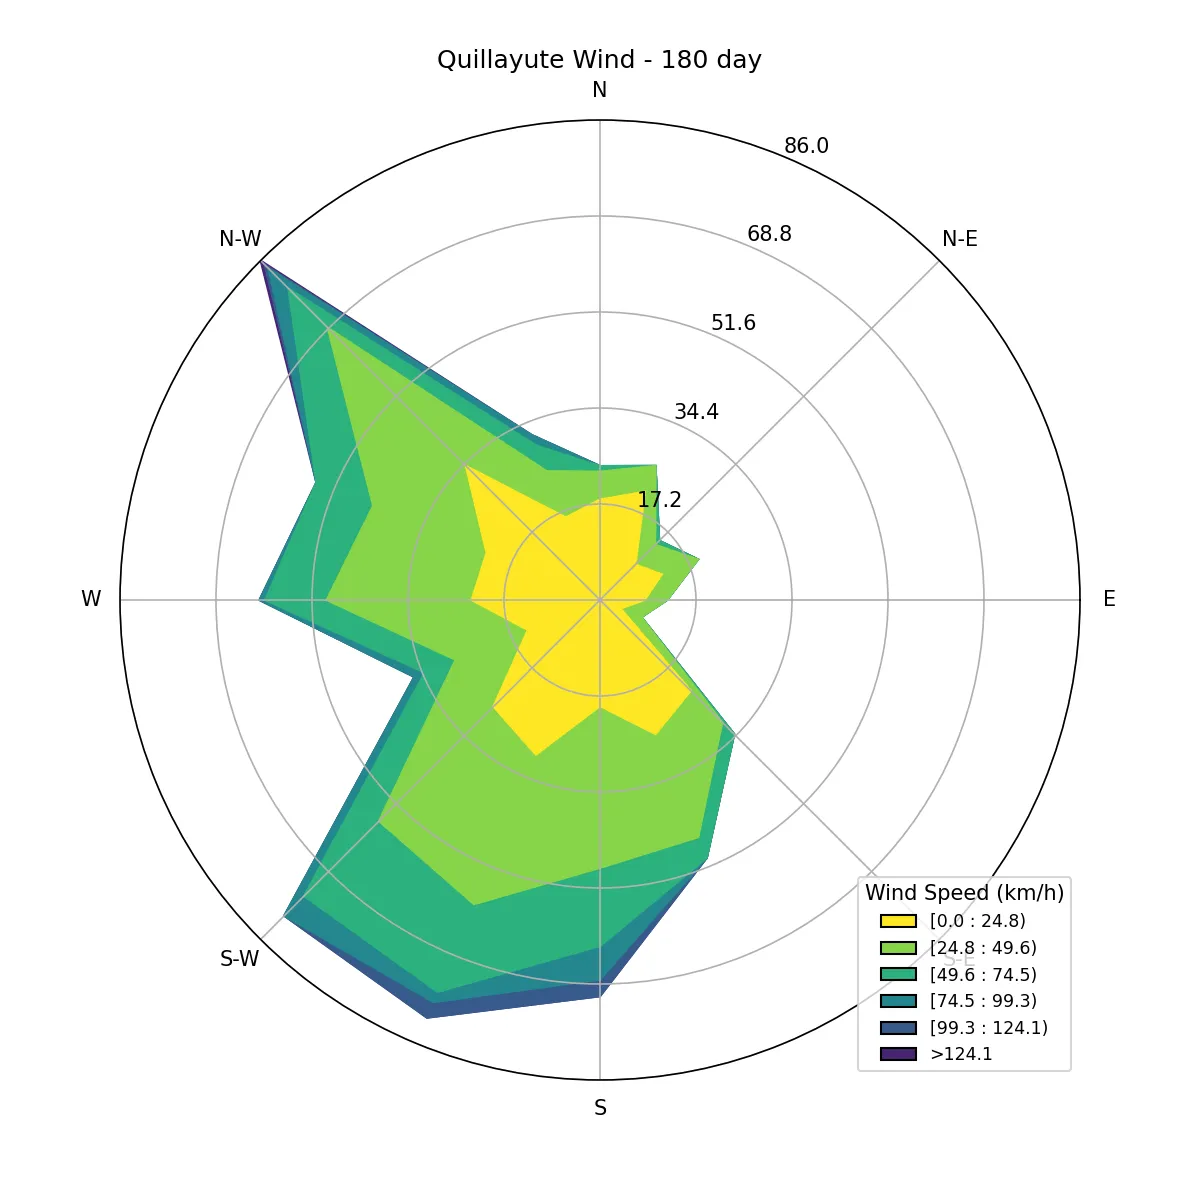 Quillayute Wind - 180 day
N
86.0
N-W
68.8
N-E
51.6
34.4
17.2
W
E
S-W
S-E
S
Wind Speed (km/h)
[0.0 : 24.8)
[24.8 : 49.6)
[49.6 : 74.5)
[74.5 : 99.3)
[99.3 : 124.1)
>124.1